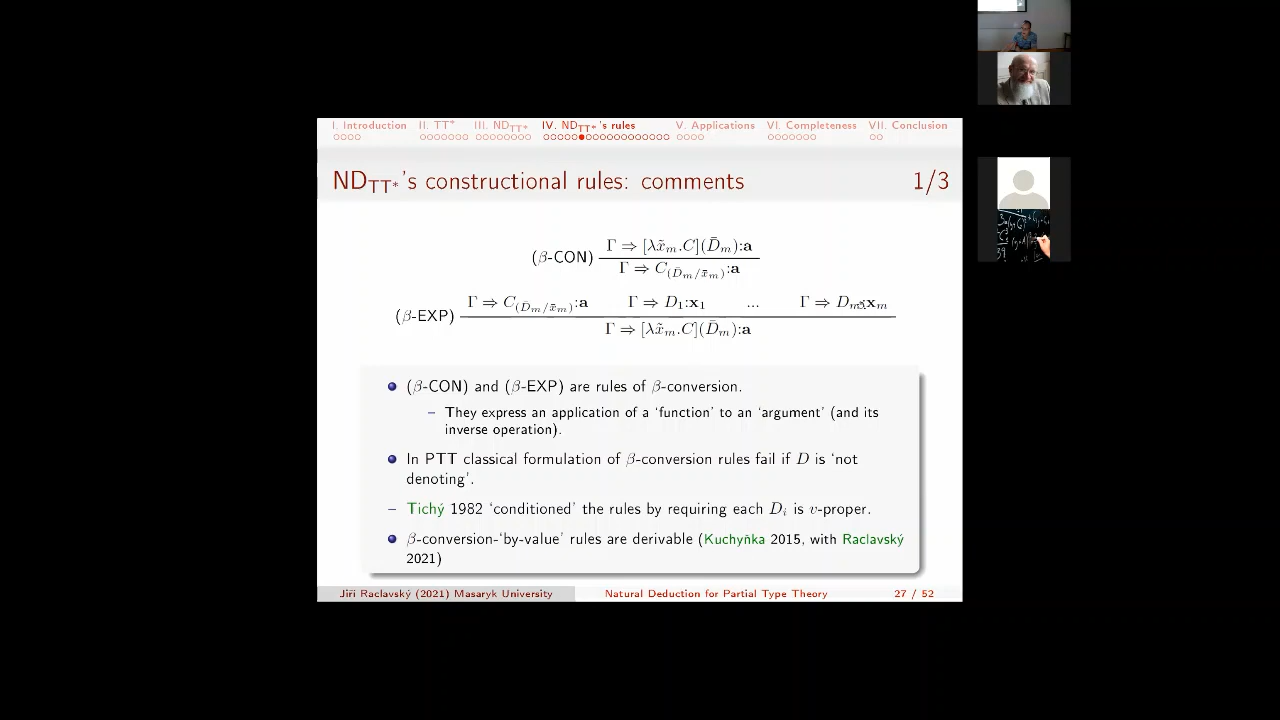 I. Introduction II. TT* III. ND_TT* IV. ND_TT*'s rules V. Applications VI. Completeness VII. Conclusion
ND_TT*'s constructional rules: comments 1/3
(β-CON) Γ ⇒ [λx̃_m.C](D̄_m):a
Γ ⇒ C_(D̄_m/x̄_m):a
(β-EXP) Γ ⇒ C_(D̄_m/x̄_m):a Γ ⇒ D_1:x_1 ... Γ ⇒ D_m:x_m
Γ ⇒ [λx̃_m.C](D̄_m):a
(β-CON) and (β-EXP) are rules of β-conversion.
– They express an application of a ‘function’ to an ‘argument’ (and its
inverse operation).
In PTT classical formulation of β-conversion rules fail if D is ‘not
denoting’.
– Tichý 1982 ‘conditioned’ the rules by requiring each D_i is v-proper.
β-conversion-‘by-value’ rules are derivable (Kuchyňka 2015, with Raclavský
2021)
Jiří Raclavský (2021) Masaryk University Natural Deduction for Partial Type Theory 27 / 52